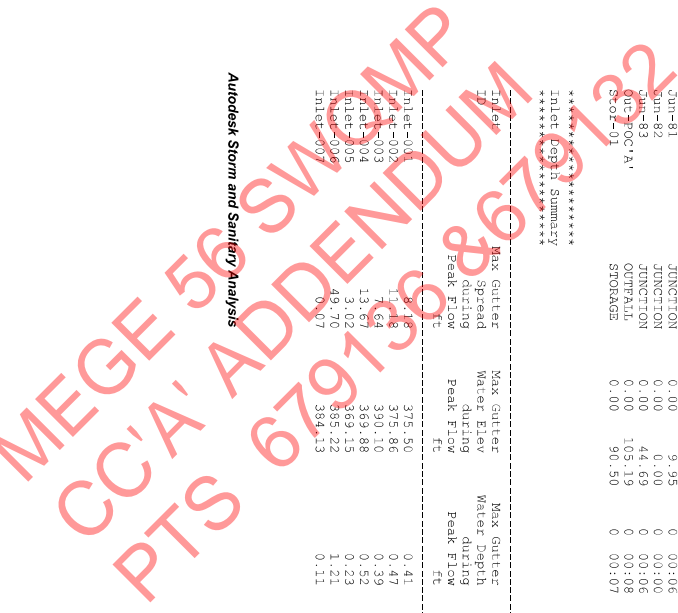 Jun-81 JUNCTION 0.00 9.95 0 00:06
Jun-82 JUNCTION 0.00 0.00 0 00:00
Jun-83 JUNCTION 0.00 44.69 0 00:06
Out-POC'A' OUTFALL 0.00 105.19 0 00:08
Stor-01 STORAGE 0.00 90.50 0 00:07
********************
Inlet Depth Summary
********************
Inlet Max Gutter Max Gutter Max Gutter
ID Spread Water Elev Water Depth
during during during
Peak Flow Peak Flow Peak Flow
ft ft ft
Inlet-001 8.18 375.50 0.41
Inlet-002 11.18 375.86 0.47
Inlet-003 7.64 390.10 0.39
Inlet-004 13.67 369.88 0.52
Inlet-005 3.02 369.15 0.23
Inlet-006 49.70 385.22 1.21
Inlet-007 0.07 384.13 0.11
Autodesk Storm and Sanitary Analysis
MEGE 56 SWQMP
CC'A' ADDENDUM
PTS 679136 & 679132